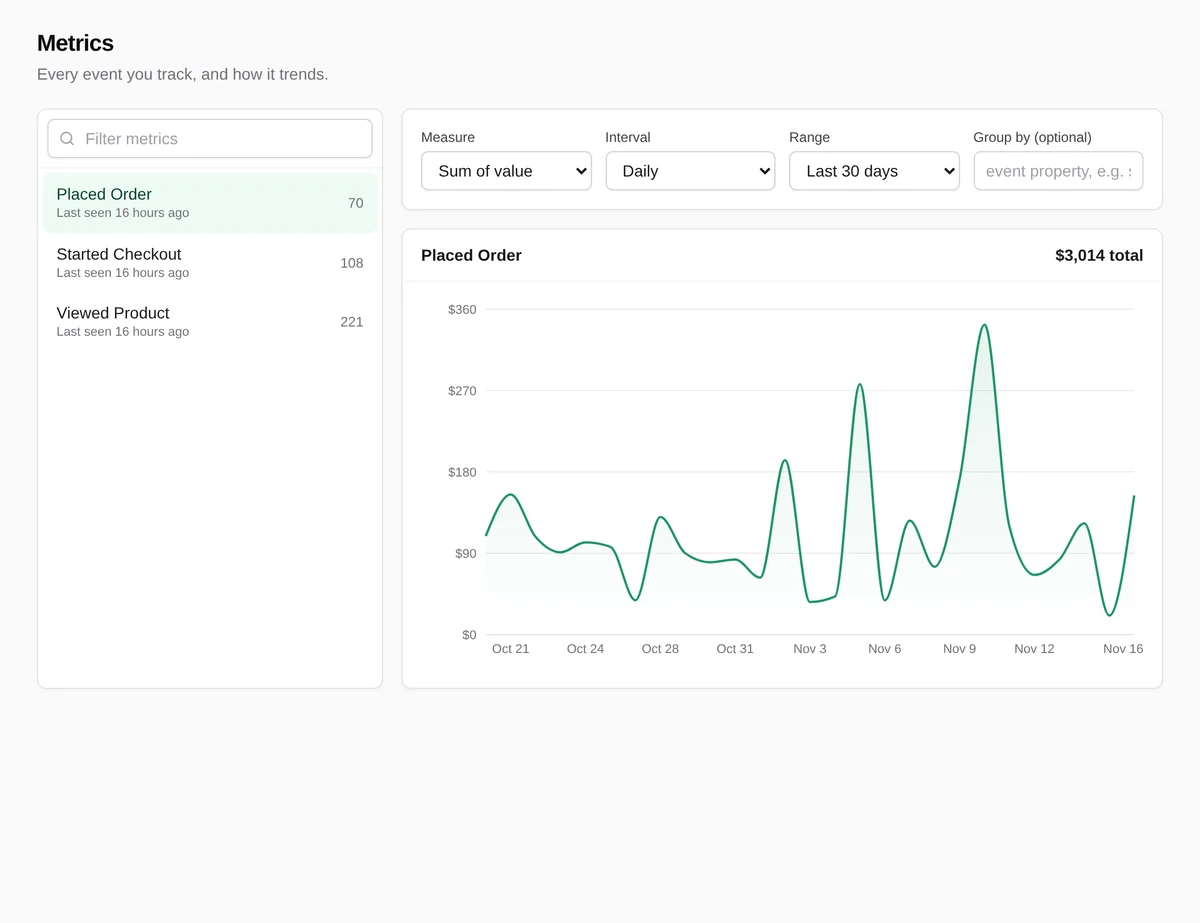 Metrics
Every event you track, and how it trends.
Filter metrics
Placed Order
Last seen 16 hours ago
70
Started Checkout
Last seen 16 hours ago
108
Viewed Product
Last seen 16 hours ago
221
Measure
Interval
Range
Group by (optional)
Sum of value
Daily
Last 30 days
event property, e.g.
Placed Order
$3,014 total
$360
$270
$180
$90
$0
Oct 21
Oct 24
Oct 28
Oct 31
Nov 3
Nov 6
Nov 9
Nov 12
Nov 16